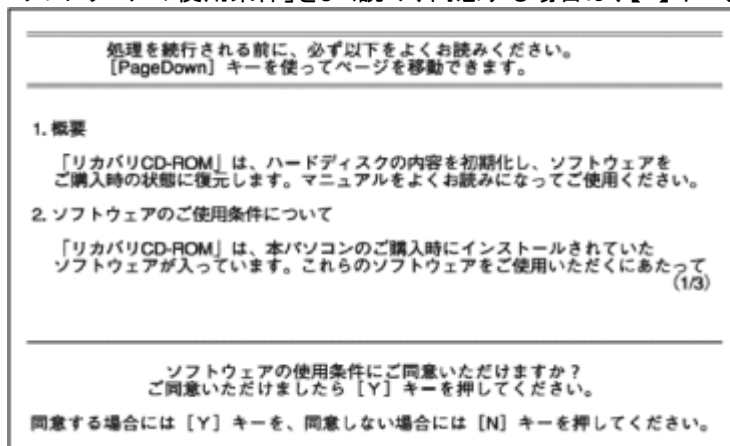 処理を続行される前に、必ず以下をよくお読みください。
[PageDown] キーを使ってページを移動できます。
1. 概要
「リカバリCD-ROM」は、ハードディスクの内容を初期化し、ソフトウェアを
ご購入時の状態に復元します。マニュアルをよくお読みになってご使用ください。
2. ソフトウェアのご使用条件について
「リカバリCD-ROM」は、本パソコンのご購入時にインストールされていた
ソフトウェアが入っています。これらのソフトウェアをご使用いただくにあたって
(1/3)
ソフトウェアの使用条件にご同意いただけますか?
ご同意いただけましたら [Y] キーを押してください。
同意する場合には [Y] キーを、同意しない場合には [N] キーを押してください。